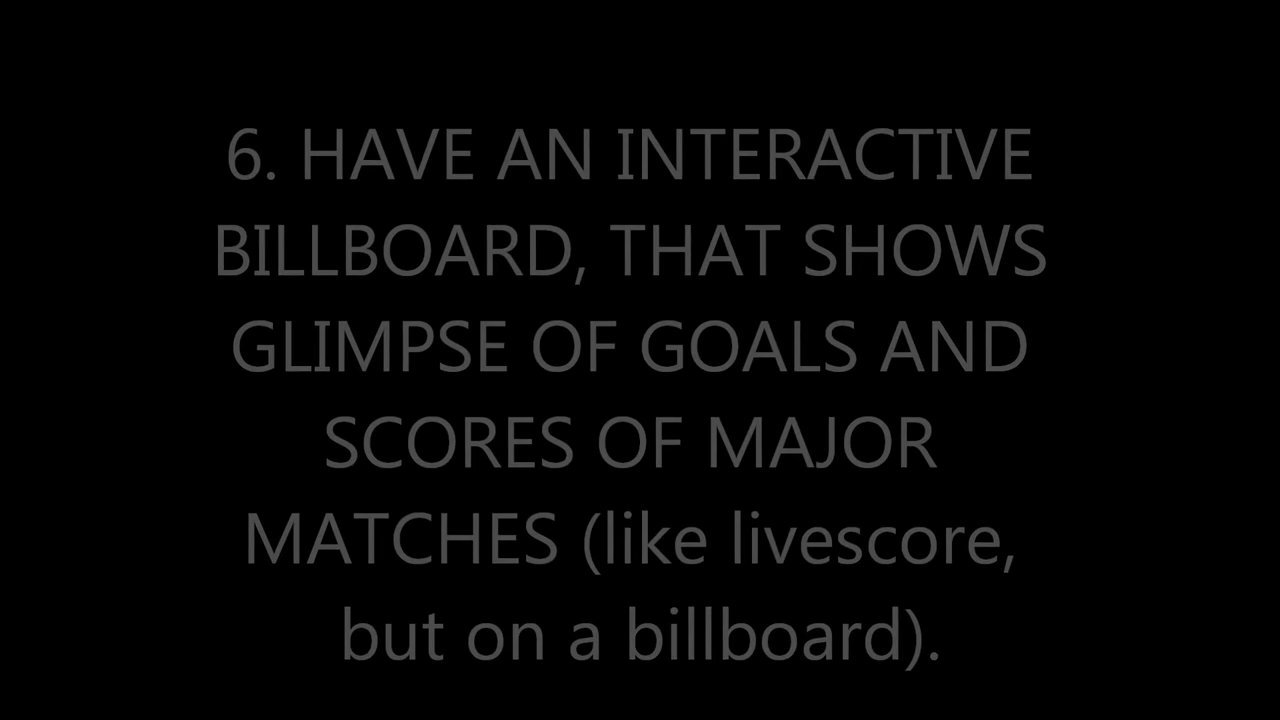 6. HAVE AN INTERACTIVE
BILLBOARD, THAT SHOWS
GLIMPSE OF GOALS AND
SCORES OF MAJOR
MATCHES (like livescore,
but on a billboard).